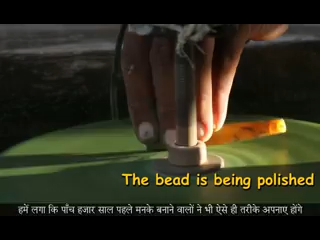 The bead is being polished
हमें लगा कि पाँच हजार साल पहले मनके बनाने वालों ने भी ऐसे ही तरीके अपनाए होंगे